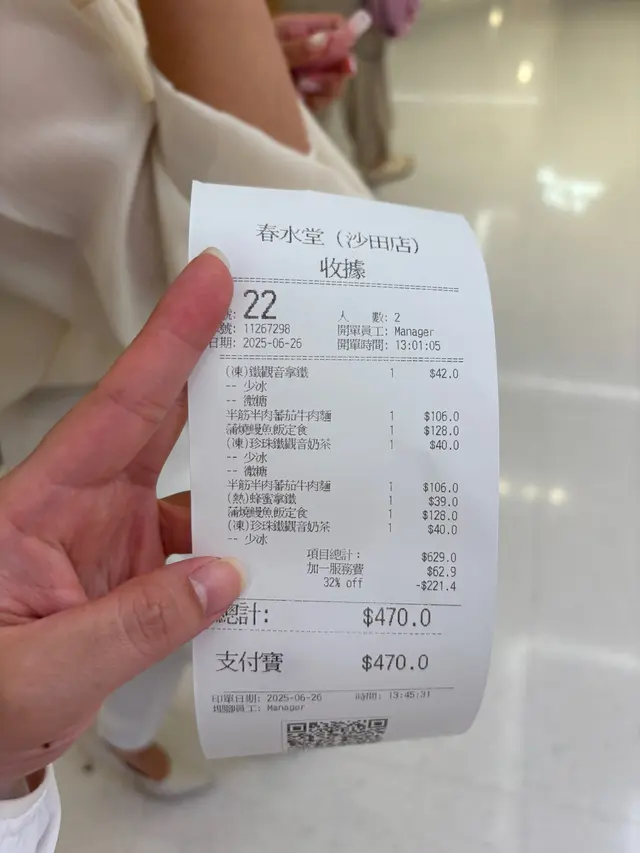 春水堂（沙田店）
收據
號: 22 人 數: 2
號: 11267298 開單員工: Manager
日期: 2025-06-26 開單時間: 13:01:05
(凍)鐵觀音拿鐵 1 $42.0
-- 少冰
-- 微糖
半筋半肉蕃茄牛肉麵 1 $106.0
蒲燒鰻魚飯定食 1 $128.0
(凍)珍珠鐵觀音奶茶 1 $40.0
-- 少冰
-- 微糖
半筋半肉蕃茄牛肉麵 1 $106.0
(熱)蜂蜜拿鐵 1 $39.0
蒲燒鰻魚飯定食 1 $128.0
(凍)珍珠鐵觀音奶茶 1 $40.0
-- 少冰
項目總計: $629.0
加一服務費 $62.9
32% off -$221.4
總計: $470.0
支付寶 $470.0
印單日期: 2025-06-26 時間: 13:45:31
員工: Manager